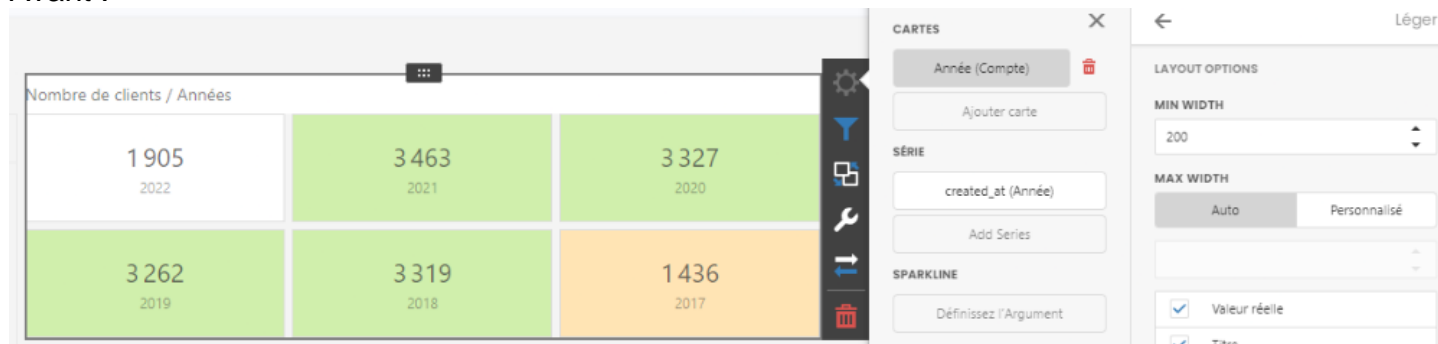 Nombre de clients / Années
1 905
2022
3 463
2021
3 327
2020
3 262
2019
3 319
2018
1 436
2017
CARTES
Année (Compte)
Ajouter carte
SÉRIE
created_at (Année)
Add Series
SPARKLINE
Définissez l'Argument
Léger
LAYOUT OPTIONS
MIN WIDTH
200
MAX WIDTH
Auto
Personnalisé
Valeur réelle